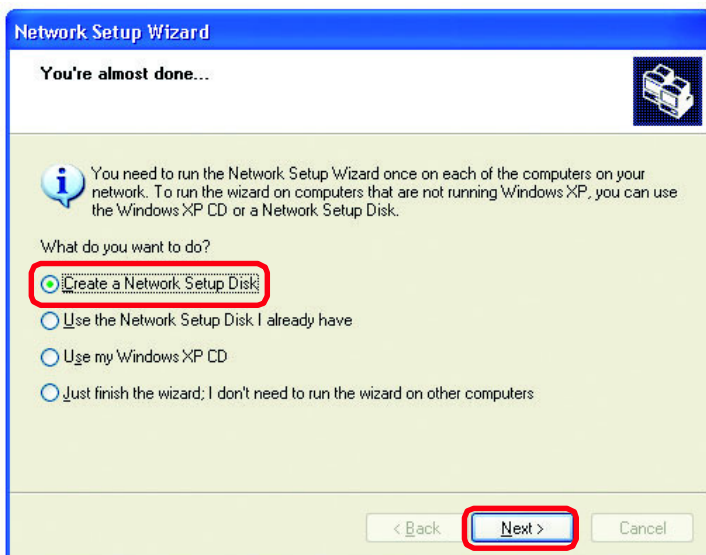 Network Setup Wizard
You're almost done...
You need to run the Network Setup Wizard once on each of the computers on your
network. To run the wizard on computers that are not running Windows XP, you can use
the Windows XP CD or a Network Setup Disk.
What do you want to do?
Create a Network Setup Disk
Use the Network Setup Disk I already have
Use my Windows XP CD
Just finish the wizard; I don't need to run the wizard on other computers
< Back Next > Cancel